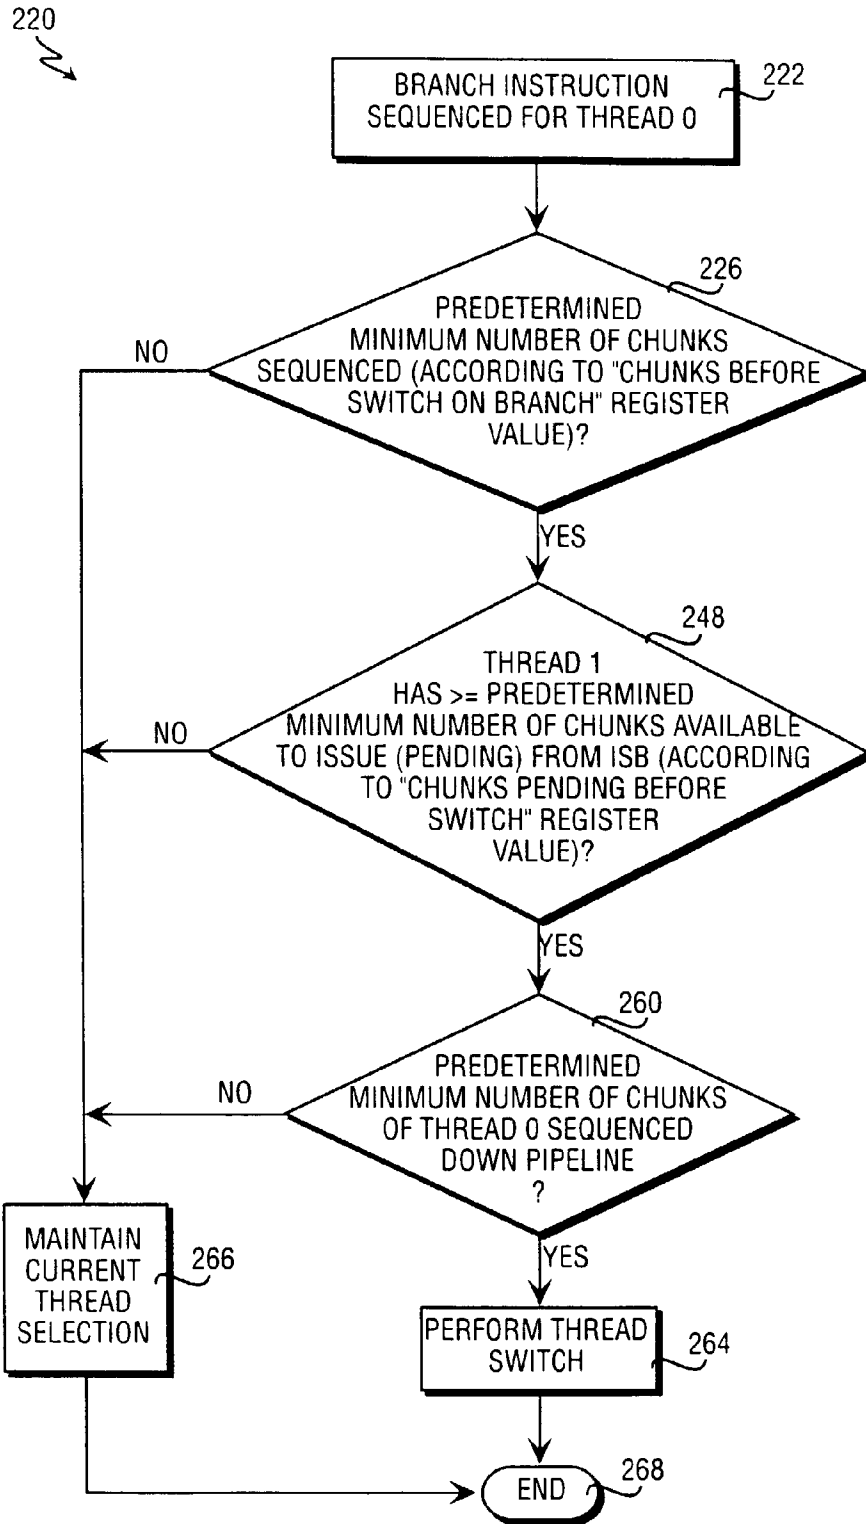 220
BRANCH INSTRUCTION
SEQUENCED FOR THREAD 0
222
226
PREDETERMINED
MINIMUM NUMBER OF CHUNKS
SEQUENCED (ACCORDING TO "CHUNKS BEFORE
SWITCH ON BRANCH" REGISTER
VALUE)?
NO
YES
248
THREAD 1
HAS >= PREDETERMINED
MINIMUM NUMBER OF CHUNKS AVAILABLE
TO ISSUE (PENDING) FROM ISB (ACCORDING
TO "CHUNKS PENDING BEFORE
SWITCH" REGISTER
VALUE)?
NO
YES
260
PREDETERMINED
MINIMUM NUMBER OF CHUNKS
OF THREAD 0 SEQUENCED
DOWN PIPELINE
?
NO
YES
MAINTAIN
CURRENT
THREAD
SELECTION
266
PERFORM THREAD
SWITCH
264
END
268